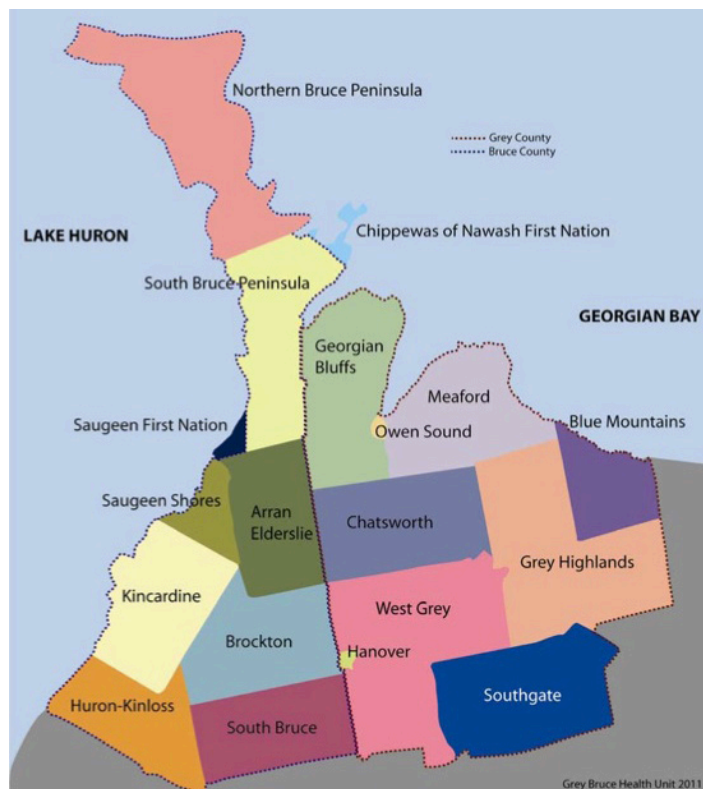 Northern Bruce Peninsula
Grey County
Bruce County
LAKE HURON
Chippewas of Nawash First Nation
South Bruce Peninsula
GEORGIAN BAY
Georgian
Bluffs
Meaford
Saugeen First Nation
Owen Sound
Blue Mountains
Saugeen Shores
Arran
Elderslie
Chatsworth
Grey Highlands
Kincardine
West Grey
Brockton
Hanover
Huron-Kinloss
Southgate
South Bruce
Grey Bruce Health Unit 2011